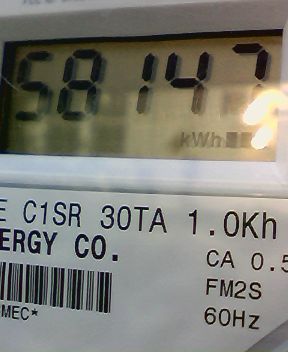 58147
kWh
E C1SR 30TA 1.0Kh
ERGY CO.
CA 0.5
FM2S
MEC*
60Hz